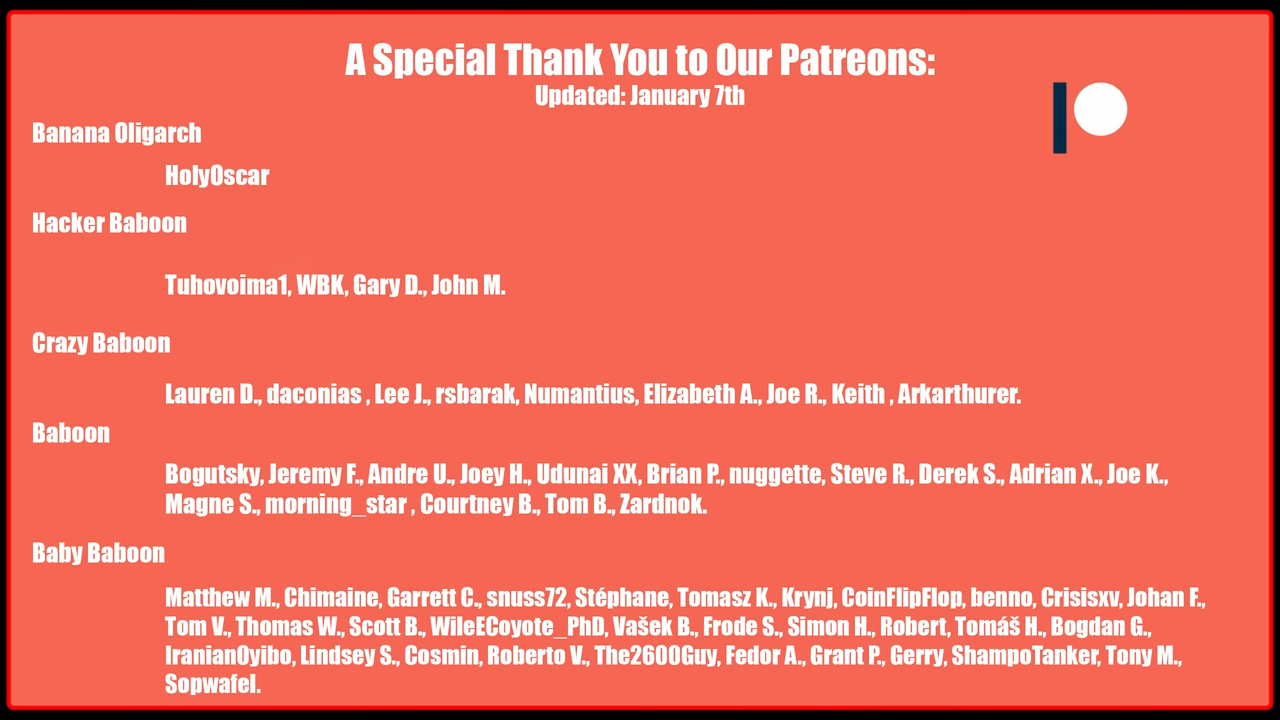 A Special Thank You to Our Patreons:
Updated: January 7th
Banana Oligarch
HolyOscar
Hacker Baboon
Tuhovoima1, WBK, Gary D., John M.
Crazy Baboon
Lauren D., daconias , Lee J., rsbarak, Numantius, Elizabeth A., Joe R., Keith , Arkarthurer.
Baboon
Bogutsky, Jeremy F., Andre U., Joey H., Udunai XX, Brian P., nuggette, Steve R., Derek S., Adrian X., Joe K.,
Magne S., morning_star , Courtney B., Tom B., Zardnok.
Baby Baboon
Matthew M., Chimaine, Garrett C., snuss72, Stéphane, Tomasz K., Krynj, CoinFlipFlop, benno, Crisisxv, Johan F.,
Tom V., Thomas W., Scott B., WileECoyote_PhD, Vašek B., Frode S., Simon H., Robert, Tomáš H., Bogdan G.,
IranianOyibo, Lindsey S., Cosmin, Roberto V., The2600Guy, Fedor A., Grant P., Gerry, ShampoTanker, Tony M.,
Sopwafel.